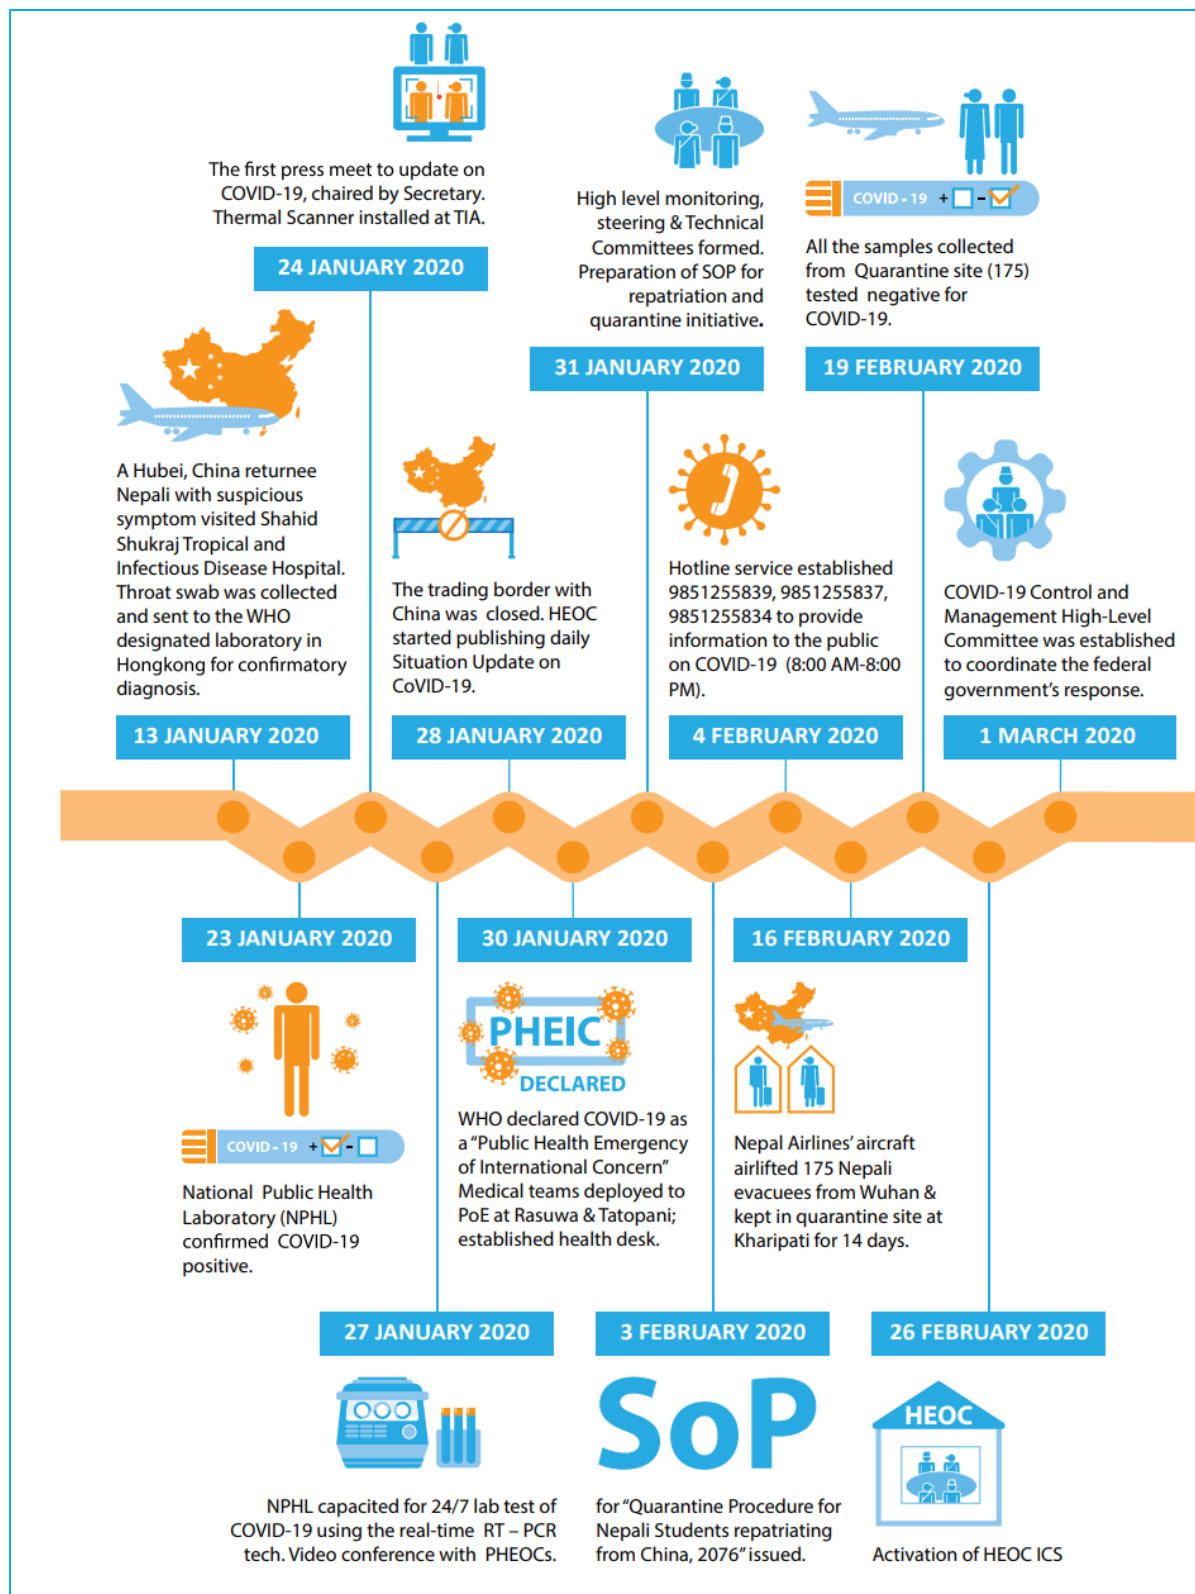 The first press meet to update on
COVID-19, chaired by Secretary.
Thermal Scanner installed at TIA.
24 JANUARY 2020
High level monitoring,
steering & Technical
Committees formed.
Preparation of SOP for
repatriation and
quarantine initiative.
31 JANUARY 2020
COVID - 19 + -
All the samples collected
from Quarantine site (175)
tested negative for
COVID-19.
19 FEBRUARY 2020
A Hubei, China returnee
Nepali with suspicious
symptom visited Shahid
Shukraj Tropical and
Infectious Disease Hospital.
Throat swab was collected
and sent to the WHO
designated laboratory in
Hongkong for confirmatory
diagnosis.
13 JANUARY 2020
The trading border with
China was closed. HEOC
started publishing daily
Situation Update on
CoVID-19.
28 JANUARY 2020
Hotline service established
9851255839, 9851255837,
9851255834 to provide
information to the public
on COVID-19 (8:00 AM-8:00
PM).
4 FEBRUARY 2020
COVID-19 Control and
Management High-Level
Committee was established
to coordinate the federal
government's response.
1 MARCH 2020
23 JANUARY 2020
COVID - 19 + -
National Public Health
Laboratory (NPHL)
confirmed COVID-19
positive.
30 JANUARY 2020
PHEIC
DECLARED
WHO declared COVID-19 as
a "Public Health Emergency
of International Concern"
Medical teams deployed to
PoE at Rasuwa & Tatopani;
established health desk.
16 FEBRUARY 2020
Nepal Airlines' aircraft
airlifted 175 Nepali
evacuees from Wuhan &
kept in quarantine site at
Kharipati for 14 days.
27 JANUARY 2020
NPHL capacited for 24/7 lab test of
COVID-19 using the real-time RT – PCR
tech. Video conference with PHEOCs.
3 FEBRUARY 2020
SoP
for "Quarantine Procedure for
Nepali Students repatriating
from China, 2076" issued.
26 FEBRUARY 2020
HEOC
Activation of HEOC ICS